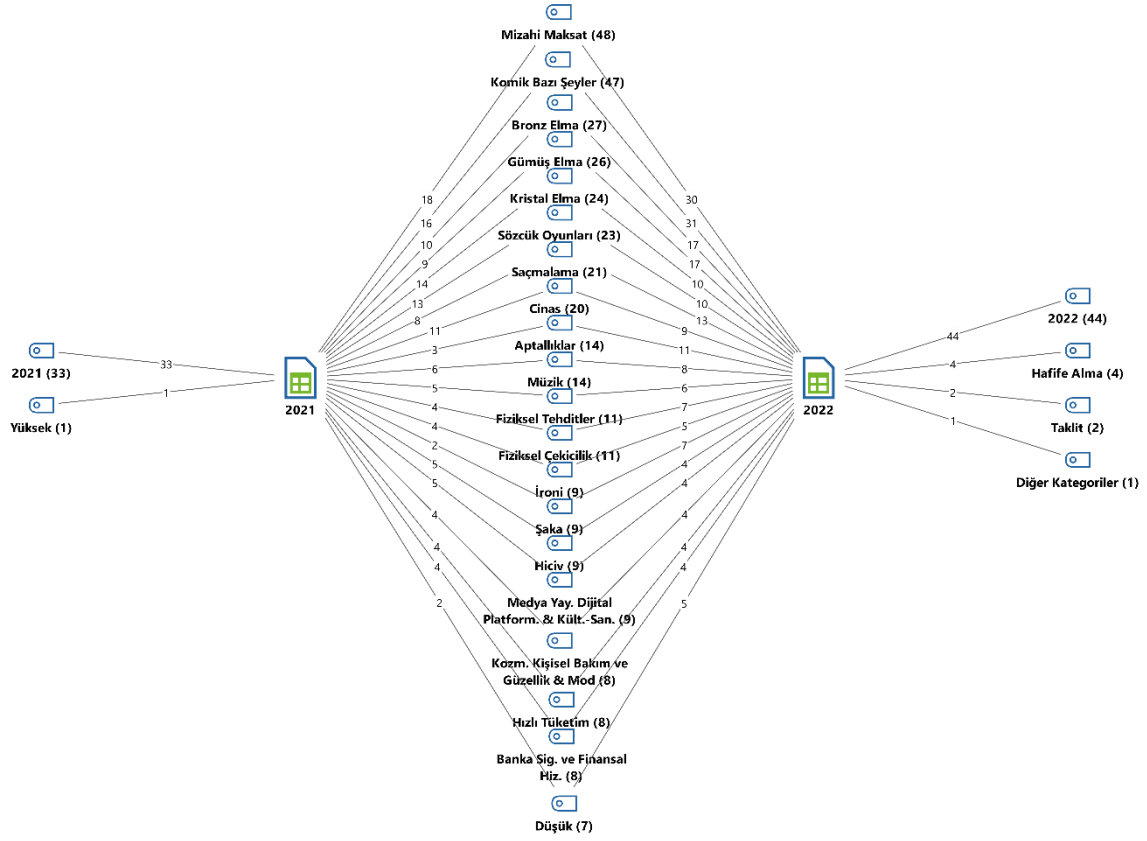 Mizahi Maksat (48)
Komik Bazı Şeyler (47)
Bronz Elma (27)
Gümüş Elma (26)
Kristal Elma (24)
Sözcük Oyunları (23)
Saçmalama (21)
Cinas (20)
Aptallıklar (14)
Müzik (14)
Fiziksel Tehditler (11)
Fiziksel Çekicilik (11)
İroni (9)
Şaka (9)
Hiciv (9)
Medya Yay. Dijital
Platform. & Kült.-San. (9)
Kozm. Kişisel Bakım ve
Güzellik & Mod (8)
Hızlı Tüketim (8)
Banka Sig. ve Finansal
Hiz. (8)
Düşük (7)
2021 (33)
Yüksek (1)
33
1
2021
18
16
10
9
14
13
8
11
3
6
5
4
4
2
5
5
4
4
4
2
30
31
17
17
10
10
13
9
11
8
6
7
5
7
4
4
4
4
4
5
2022
44
4
2
1
2022 (44)
Hafife Alma (4)
Taklit (2)
Diğer Kategoriler (1)